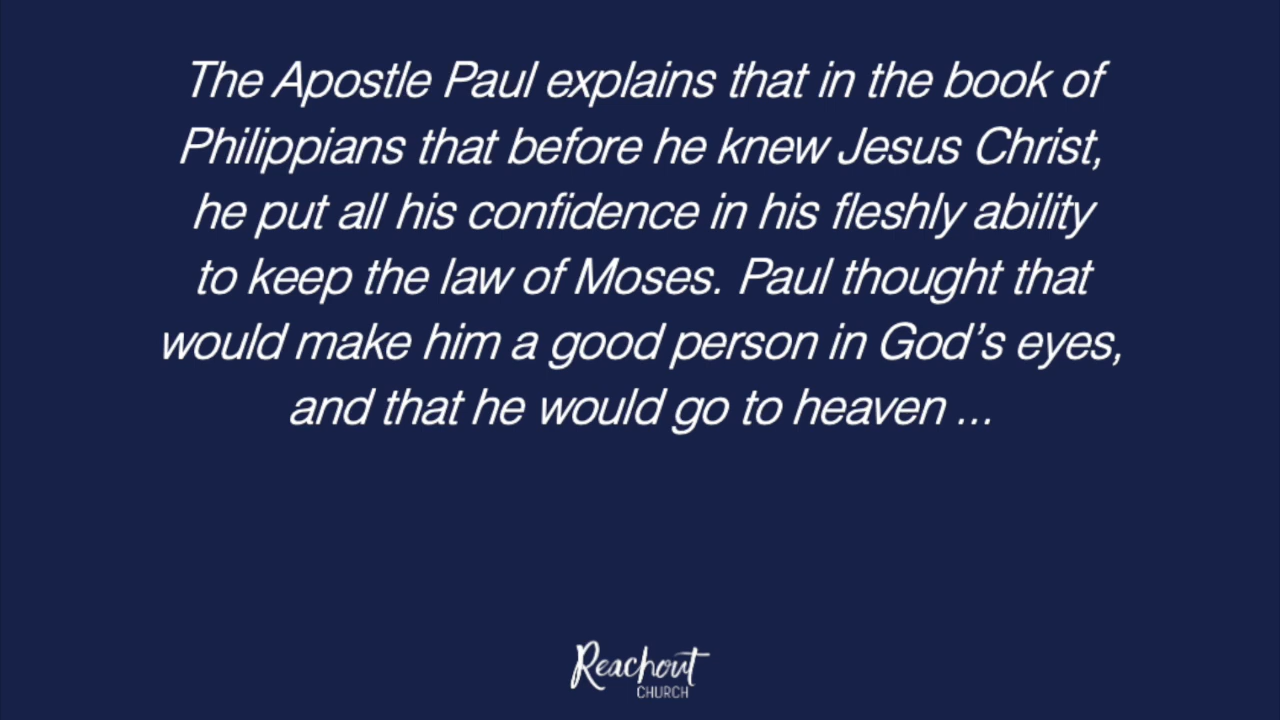 The Apostle Paul explains that in the book of
Philippians that before he knew Jesus Christ,
he put all his confidence in his fleshly ability
to keep the law of Moses. Paul thought that
would make him a good person in God’s eyes,
and that he would go to heaven ...
Reachout
CHURCH